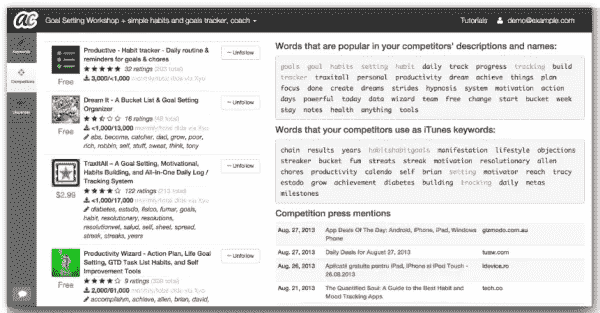 Goal Setting Workshop ÷ simple habits and goals tracker, coach
Tutorials
demo@example.com
Competitors
Productive - Habit tracker - Daily routine &
reminders for goals & chores
32 ratings
3,000/<1,000
Free
Unfollow
Dream It - A Bucket List & Goal Setting
Organizer
16 ratings
<1,000/13,000
abs, become, catcher, dad, grow, poor,
rich, robbin, self, stuff, sweat, think, tony
Free
Unfollow
TraxItAll – A Goal Setting, Motivational,
Habits Building, and All-In-One Daily Log /
Tracking System
122 ratings
<1,000/17,000
diabetes, estado, fisico, fumar, goals,
habit, resolutionary, resolutions,
resolutionwet, salud, self, sheet, spread,
streak, streaks, years
$2.99
Unfollow
Productivity Wizard - Action Plan, Life Goal
Setting, GTD Task List Habits, and Self
Improvement Tools
9 ratings
2,000/61,000
accomplishm, achieve, allen, brian, david,
Free
Unfollow
Words that are popular in your competitors' descriptions and names:
goals goal habits setting habit daily track progress tracking build
tracker traxitall personal productivity dream achieve things plan
focus done create dreams strides hypnosis system motivation action
days powerful today data wizard team free change start bucket week
stay notes health anything tools
Words that your competitors use as iTunes keywords:
chain results years habitshabitgoals manifestation lifestyle objectives
streaker bucket fum streets streak motivation resolutionary allen
chores productivity calendo self brian setting motivator reach tracy
estado grow achievement diabetes building tracking daily metas
milestones
Competition press mentions
Aug. 27, 2013 App Deals Of The Day: Android, iPhone, iPad, Windows gizmodo.com.au
Phone
Aug. 27, 2013 Daily Deals for August 27, 2013 tuaw.com
Aug. 26, 2013 Aplicatii gratuite pentru iPad, iPhone si iPod Touch - idevice.ro
26.08.2013
Aug. 21, 2013 The Quantified Soul: A Guide to the Best Habit and tech.co
Mood Tracking Apps